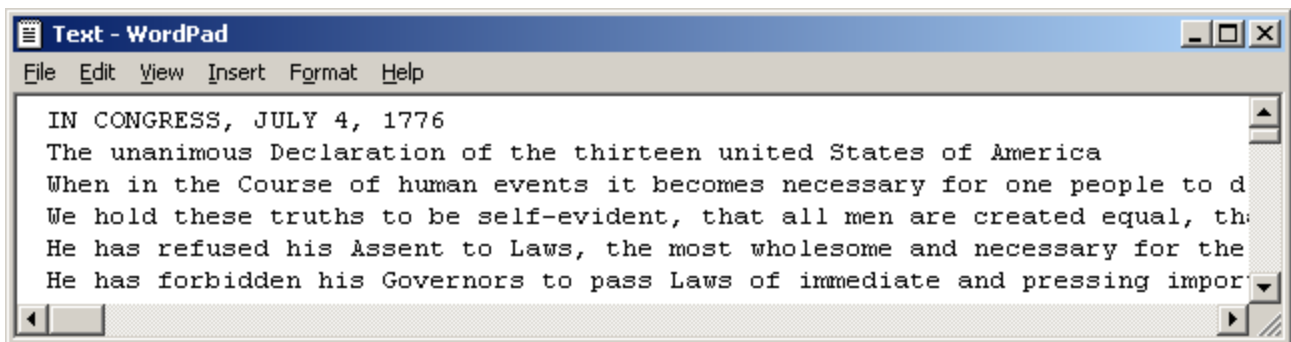 Text - WordPad
File Edit View Insert Format Help
IN CONGRESS, JULY 4, 1776
The unanimous Declaration of the thirteen united States of America
When in the Course of human events it becomes necessary for one people to d
We hold these truths to be self-evident, that all men are created equal, th
He has refused his Assent to Laws, the most wholesome and necessary for the
He has forbidden his Governors to pass Laws of immediate and pressing impor